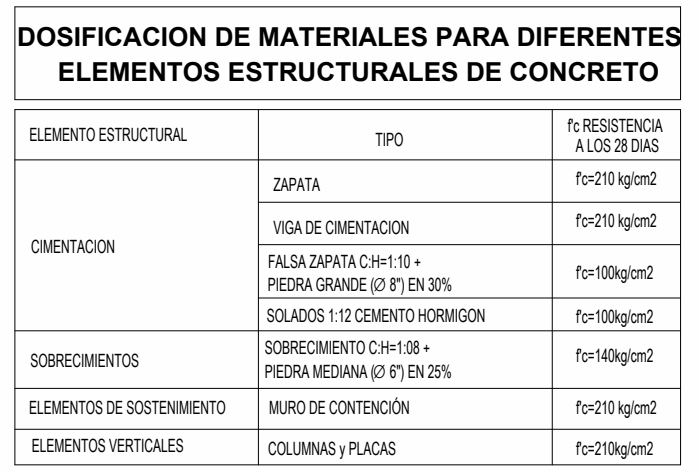 DOSIFICACION DE MATERIALES PARA DIFERENTES
ELEMENTOS ESTRUCTURALES DE CONCRETO
ELEMENTO ESTRUCTURAL
TIPO
f'c RESISTENCIA
A LOS 28 DIAS
CIMENTACION
ZAPATA
f'c=210 kg/cm2
VIGA DE CIMENTACION
f'c=210 kg/cm2
FALSA ZAPATA C:H=1:10 +
PIEDRA GRANDE (∅ 8") EN 30%
f'c=100kg/cm2
SOLADOS 1:12 CEMENTO HORMIGON
f'c=100kg/cm2
SOBRECIMIENTOS
SOBRECIMIENTO C:H=1:08 +
PIEDRA MEDIANA (∅ 6") EN 25%
f'c=140kg/cm2
ELEMENTOS DE SOSTENIMIENTO
MURO DE CONTENCIÓN
f'c=210 kg/cm2
ELEMENTOS VERTICALES
COLUMNAS y PLACAS
f'c=210kg/cm2